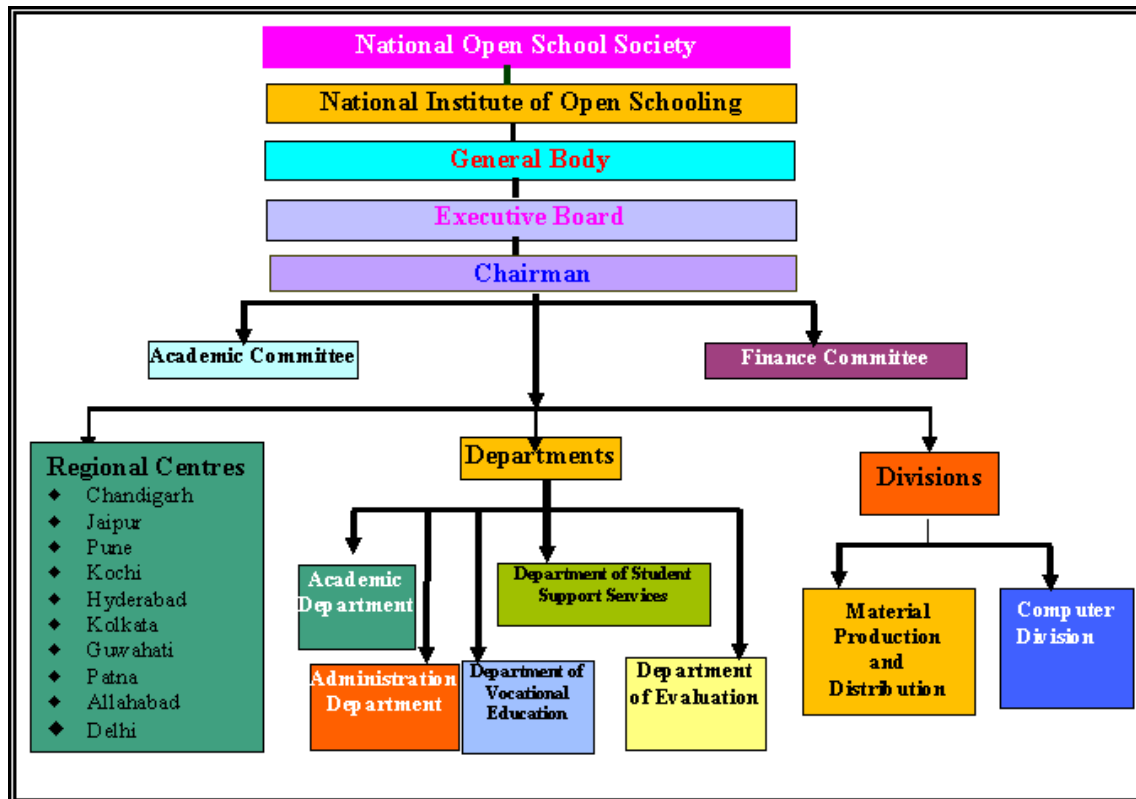 National Open School Society
National Institute of Open Schooling
General Body
Executive Board
Chairman
Academic Committee
Finance Committee
Regional Centres
◆ Chandigarh
◆ Jaipur
◆ Pune
◆ Kochi
◆ Hyderabad
◆ Kolkata
◆ Guwahati
◆ Patna
◆ Allahabad
◆ Delhi
Departments
Divisions
Academic
Department
Department of Student
Support Services
Administration
Department
Department of
Vocational
Education
Department
of Evaluation
Material
Production
and
Distribution
Computer
Division